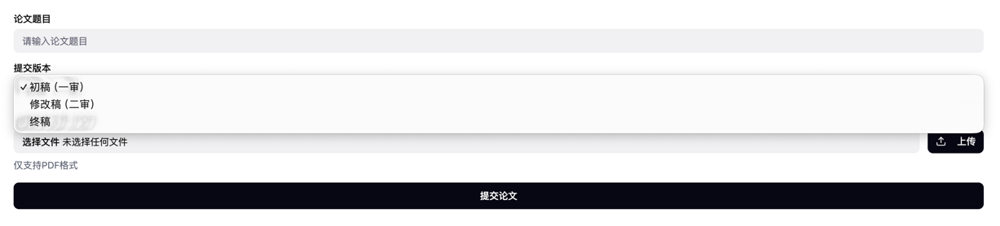 论文题目
请输入论文题目
提交版本
✓ 初稿 (一审)
修改稿 (二审)
终稿
选择文件 未选择任何文件
上传
仅支持PDF格式
提交论文